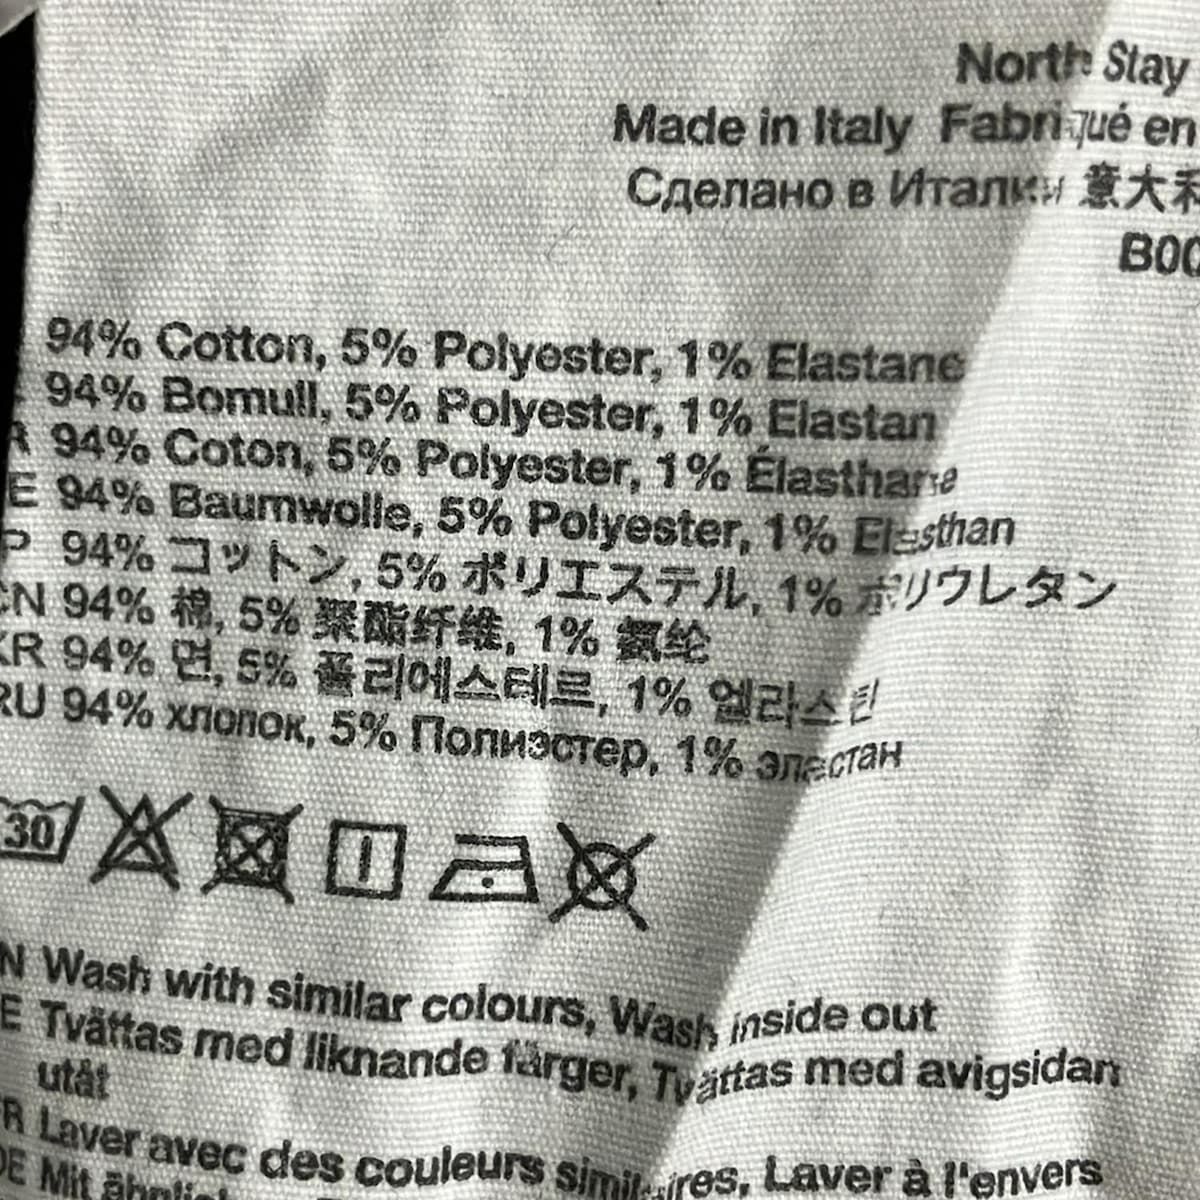 North Stay
Made in Italy Fabriqué en
Сделано в Италии 意大
B00
94% Cotton, 5% Polyester, 1% Elastane
94% Bomull, 5% Polyester, 1% Elastan
94% Coton, 5% Polyester, 1% Élasthane
E 94% Baumwolle, 5% Polyester, 1% Elasthan
P 94% コットン, 5% ポリエステル, 1% ポリウレタン
CN 94% 棉, 5% 聚酯纤维, 1% 氨纶
KR 94% 면, 5% 폴리에스테르, 1% 엘라스틴
RU 94% хлопок, 5% Полиэстер, 1% эластан
30
N Wash with similar colours, Wash inside out
E Tvättas med liknande färger, Tvättas med avigsidan
utåt
R Laver avec des couleurs similaires, Laver à l'envers
DE Mit